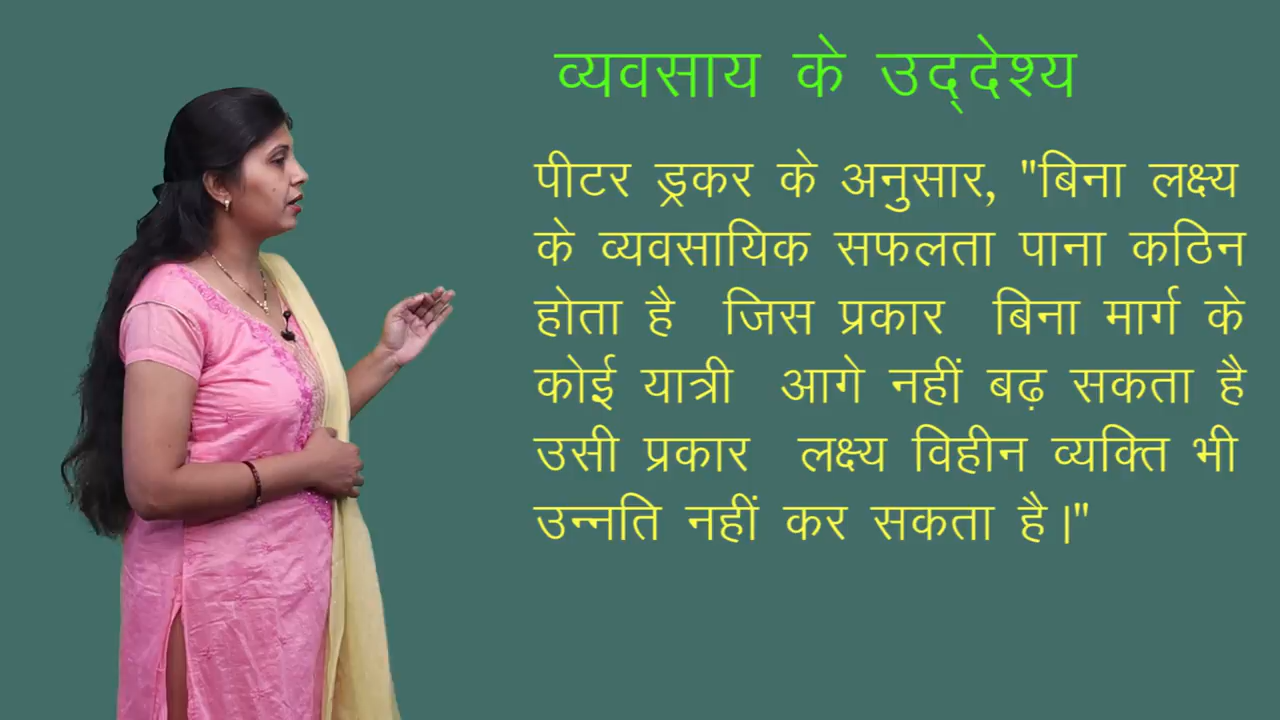 व्यवसाय के उद्देश्य
पीटर ड्रकर के अनुसार, "बिना लक्ष्य
के व्यवसायिक सफलता पाना कठिन
होता है जिस प्रकार बिना मार्ग के
कोई यात्री आगे नहीं बढ़ सकता है
उसी प्रकार लक्ष्य विहीन व्यक्ति भी
उन्नति नहीं कर सकता है।"